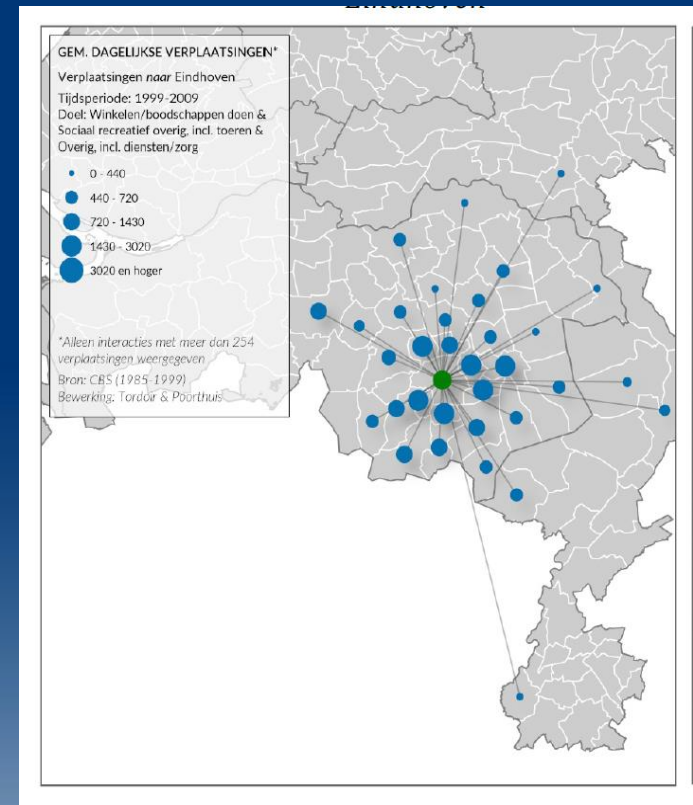 Eindhoven
GEM. DAGELIJKSE VERPLAATSINGEN*
Verplaatsingen naar Eindhoven
Tijdsperiode: 1999-2009
Doel: Winkelen/boodschappen doen &
Sociaal recreatief overig, incl. toeren &
Overig, incl. diensten/zorg
0 - 440
440 - 720
720 - 1430
1430 - 3020
3020 en hoger
*Alleen interacties met meer dan 254
verplaatsingen weergegeven
Bron: CBS (1985-1999)
Bewerking: Tordoir & Poorthuis